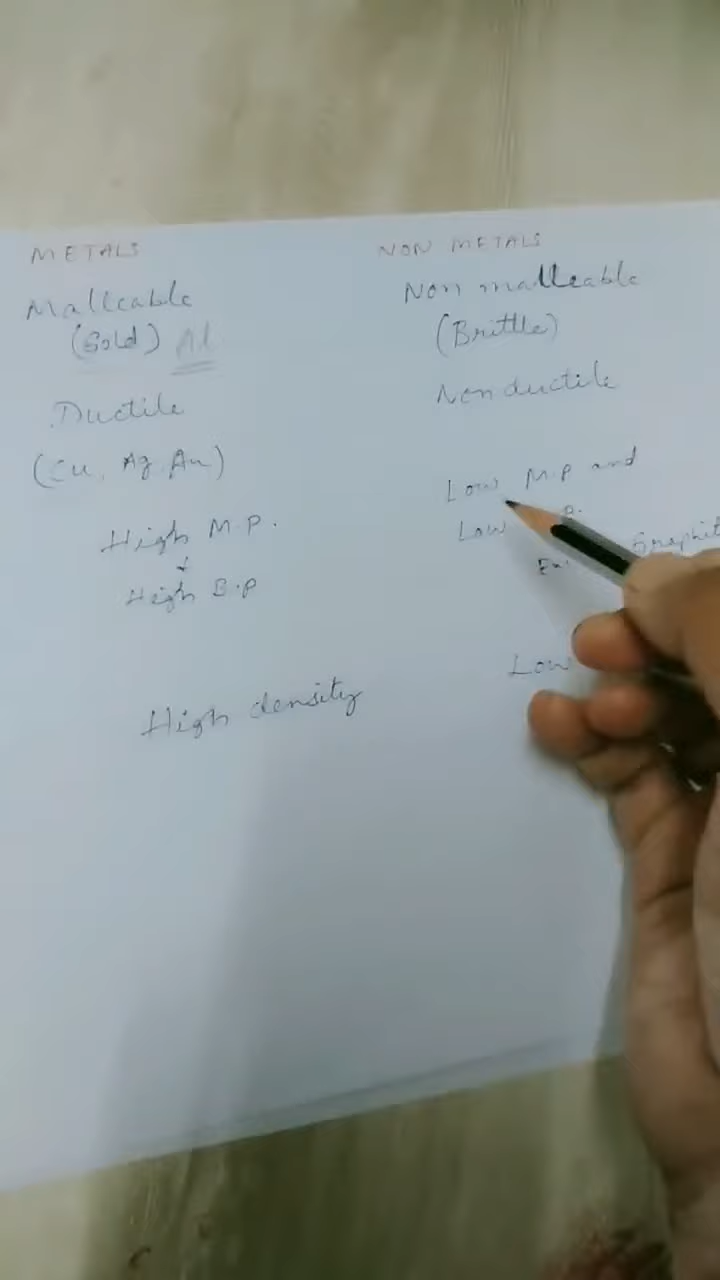 METALS
Malleable
(Gold) Al
Ductile
(Cu, Ag, Au)
High M.P.
&
High B.P
High density
NON METALS
Non malleable
(Brittle)
Non ductile
Low M.P and
Low
Low